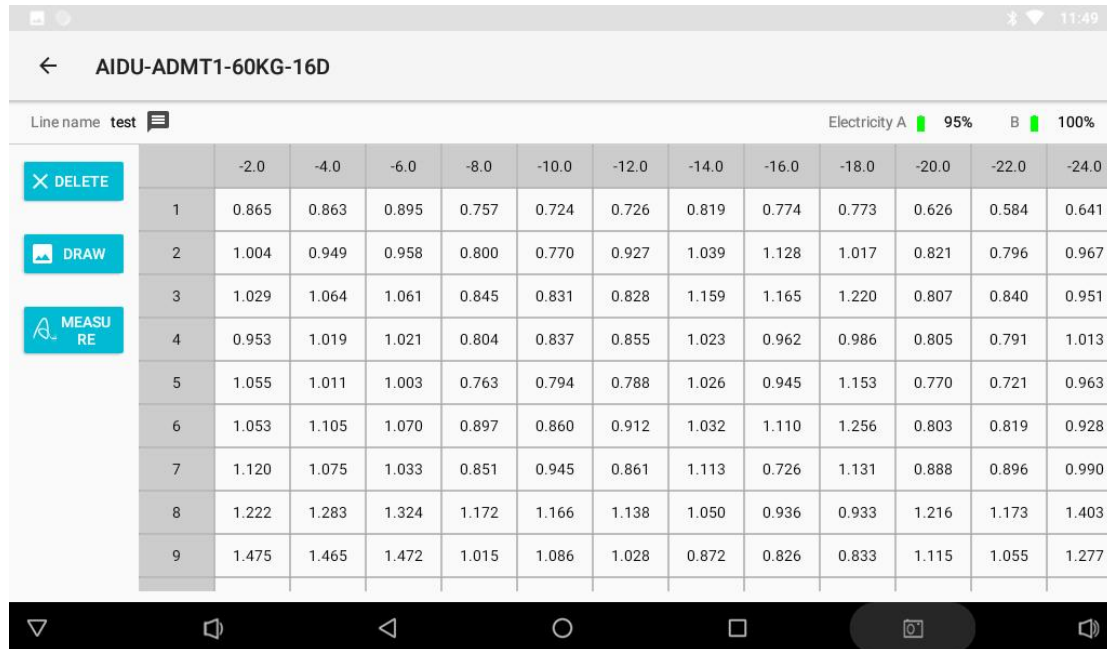 11:49
AIDU-ADMT1-60KG-16D
Line name test Electricity A 95% B 100%
DELETE
DRAW
MEASU
RE
-2.0 -4.0 -6.0 -8.0 -10.0 -12.0 -14.0 -16.0 -18.0 -20.0 -22.0 -24.0
1 0.865 0.863 0.895 0.757 0.724 0.726 0.819 0.774 0.773 0.626 0.584 0.641
2 1.004 0.949 0.958 0.800 0.770 0.927 1.039 1.128 1.017 0.821 0.796 0.967
3 1.029 1.064 1.061 0.845 0.831 0.828 1.159 1.165 1.220 0.807 0.840 0.951
4 0.953 1.019 1.021 0.804 0.837 0.855 1.023 0.962 0.986 0.805 0.791 1.013
5 1.055 1.011 1.003 0.763 0.794 0.788 1.026 0.945 1.153 0.770 0.721 0.963
6 1.053 1.105 1.070 0.897 0.860 0.912 1.032 1.110 1.256 0.803 0.819 0.928
7 1.120 1.075 1.033 0.851 0.945 0.861 1.113 0.726 1.131 0.888 0.896 0.990
8 1.222 1.283 1.324 1.172 1.166 1.138 1.050 0.936 0.933 1.216 1.173 1.403
9 1.475 1.465 1.472 1.015 1.086 1.028 0.872 0.826 0.833 1.115 1.055 1.277